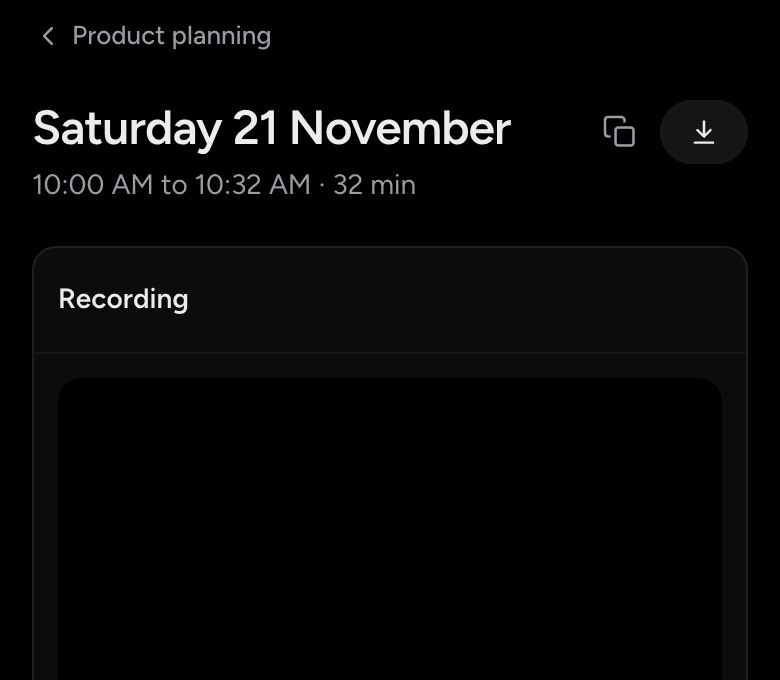 Product planning
Saturday 21 November
10:00 AM to 10:32 AM · 32 min
Recording